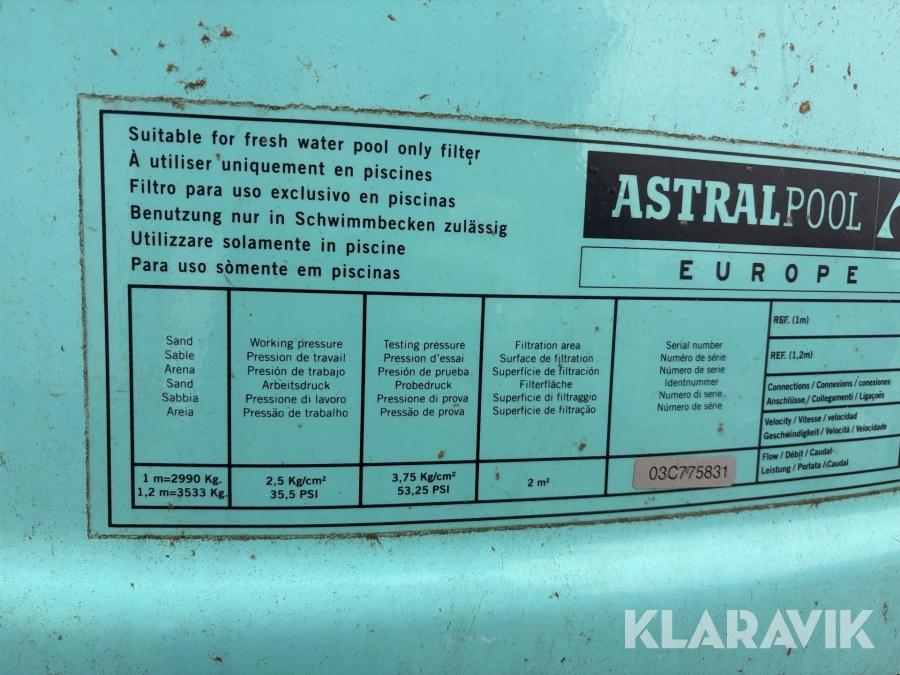 Suitable for fresh water pool only filter
À utiliser uniquement en piscines
Filtro para uso exclusivo en piscinas
Benutzung nur in Schwimmbecken zulässig
Utilizzare solamente in piscine
Para uso sòmente em piscinas
ASTRALPOOL
EUROPE
Sand
Sable
Arena
Sand
Sabbia
Areia
1 m=2990 Kg.
1,2 m=3533 Kg.
Working pressure
Pression de travail
Presión de trabajo
Arbeitsdruck
Pressione di lavoro
Pressão de trabalho
2,5 Kg/cm²
35,5 PSI
Testing pressure
Pression d'essai
Presión de prueba
Probedruck
Pressione di prova
Pressão de prova
3,75 Kg/cm²
53,25 PSI
Filtration area
Surface de filtration
Superfície de filtración
Filterfläche
Superficie di filtraggio
Superficie de filtração
2 m²
Serial number
Numéro de série
Número de serie
Identnummer
Numero di serie
Número de série
03C775831
REF. (1m)
REF. (1,2m)
Connections / Connexions / conexiones
Anschlüsse / Collegamenti / Ligaçoês
Velocity / Vitesse / velocidad
Geschwindigkeit / Velocità / Velocidade
Flow / Débit / Caudal
Leistung / Portata / Caudal
KLARAVIK